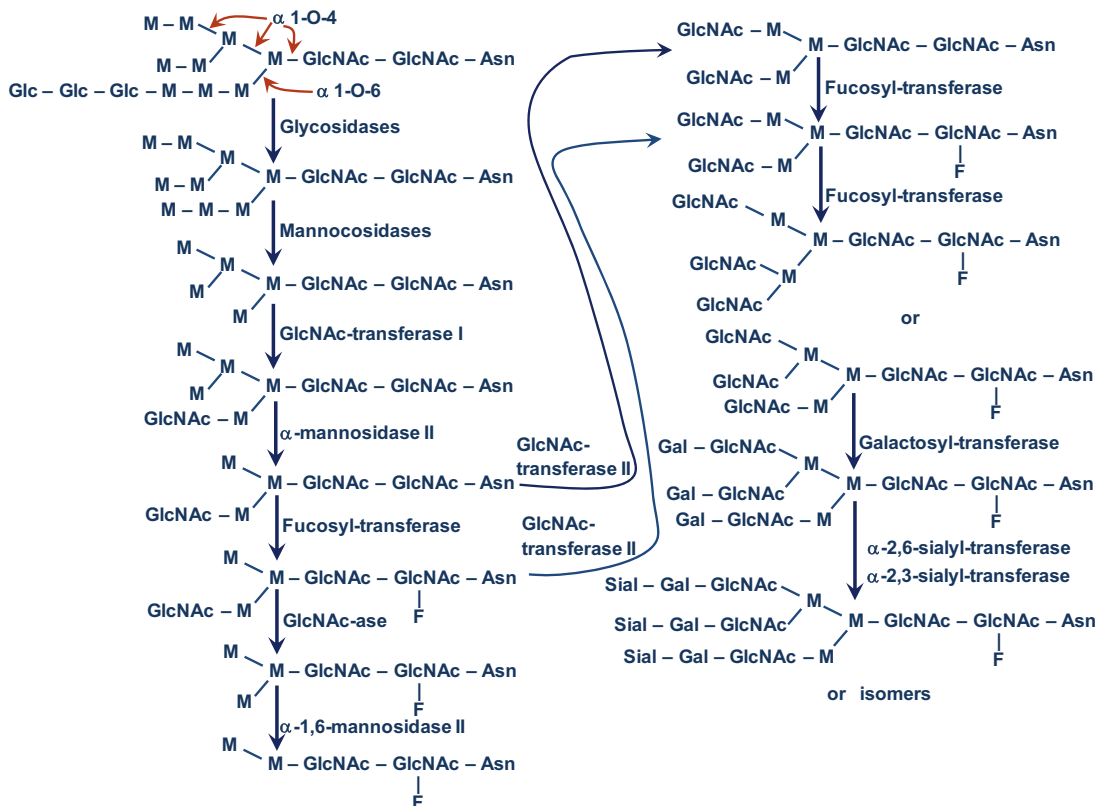 α 1-O-4
M – M
M
M – M
M – GlcNAc – GlcNAc – Asn
Glc – Glc – Glc – M – M – M
α 1-O-6
Glycosidases
M – M
M
M – M
M – GlcNAc – GlcNAc – Asn
M – M – M
Mannocosidases
M
M
M
M – GlcNAc – GlcNAc – Asn
M
GlcNAc-transferase I
M
M
M
M – GlcNAc – GlcNAc – Asn
GlcNAc – M
α-mannosidase II
M
M – GlcNAc – GlcNAc – Asn
GlcNAc – M
GlcNAc-
transferase II
Fucosyl-transferase
M
M – GlcNAc – GlcNAc – Asn
F
GlcNAc – M
GlcNAc-
transferase II
GlcNAc-ase
M
M – GlcNAc – GlcNAc – Asn
M
F
α-1,6-mannosidase II
M
M – GlcNAc – GlcNAc – Asn
F
GlcNAc – M
M – GlcNAc – GlcNAc – Asn
GlcNAc – M
Fucosyl-transferase
GlcNAc – M
M – GlcNAc – GlcNAc – Asn
GlcNAc – M
F
Fucosyl-transferase
GlcNAc
M
M – GlcNAc – GlcNAc – Asn
GlcNAc
M
F
GlcNAc
or
GlcNAc
M
GlcNAc
M – GlcNAc – GlcNAc – Asn
GlcNAc – M
F
Galactosyl-transferase
Gal – GlcNAc
M
Gal – GlcNAc
M – GlcNAc – GlcNAc – Asn
Gal – GlcNAc – M
F
α-2,6-sialyl-transferase
α-2,3-sialyl-transferase
Sial – Gal – GlcNAc
M
Sial – Gal – GlcNAc
M – GlcNAc – GlcNAc – Asn
Sial – Gal – GlcNAc – M
F
or isomers